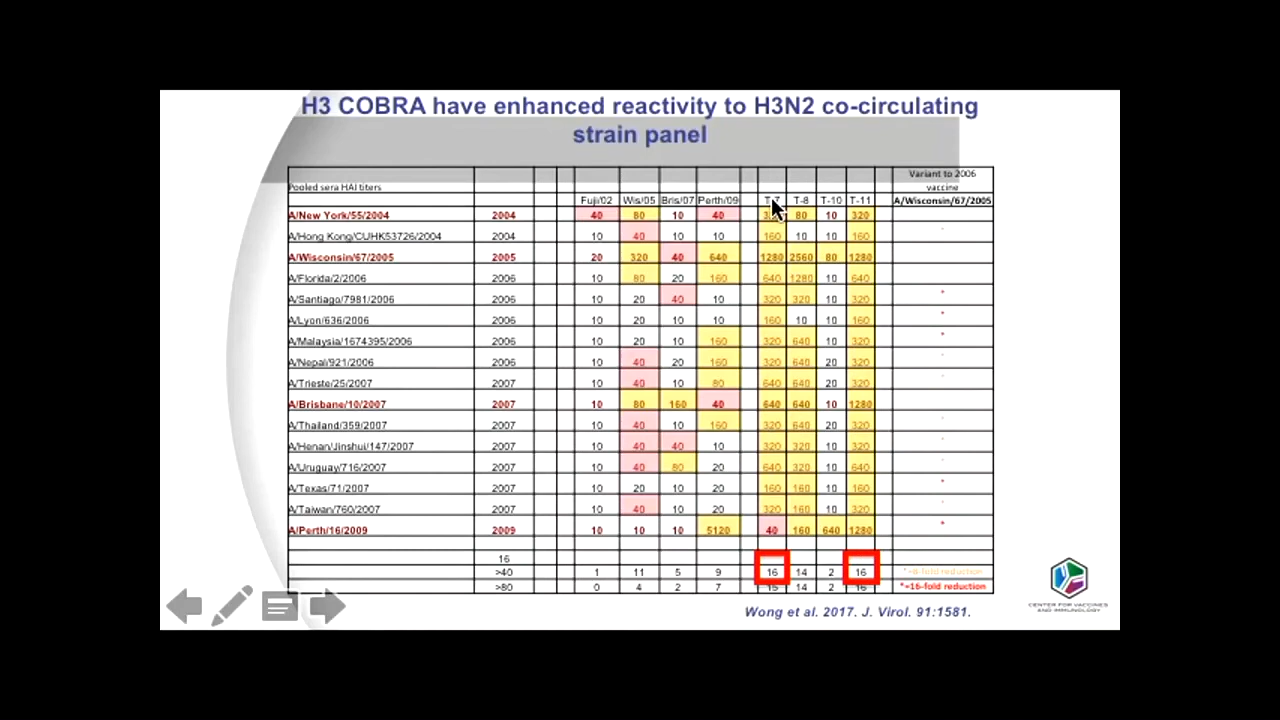 H3 COBRA have enhanced reactivity to H3N2 co-circulating
strain panel
Pooled sera HAI titers Variant to 2006 vaccine
Fuji/02 Wis/05 Bris/07 Perth/09 T-7 T-8 T-10 T-11 A/Wisconsin/67/2005
A/New York/55/2004 2004 40 80 10 40 80 10 320
A/Hong Kong/CUHK53726/2004 2004 10 40 10 10 160 10 10 160
A/Wisconsin/67/2005 2005 20 320 40 640 1280 2560 80 1280
A/Florida/2/2006 2006 10 80 20 160 640 1280 10 640
A/Santiago/7981/2006 2006 10 20 40 10 320 320 10 320 *
A/Lyon/636/2006 2006 10 20 10 10 160 10 10 160 *
A/Malaysia/1674395/2006 2006 10 20 10 160 320 640 10 320 *
A/Nepal/921/2006 2006 10 40 20 160 320 640 20 320
A/Trieste/25/2007 2007 10 40 10 80 640 640 20 320
A/Brisbane/10/2007 2007 10 80 160 40 640 640 10 1280
A/Thailand/359/2007 2007 10 40 10 160 320 640 20 320
A/Henan/Jinshui/147/2007 2007 10 40 40 10 320 320 10 320
A/Uruguay/716/2007 2007 10 40 80 20 640 320 10 640
A/Texas/71/2007 2007 10 20 10 20 160 160 10 160 *
A/Taiwan/760/2007 2007 10 40 10 20 320 160 10 320
A/Perth/16/2009 2009 10 10 10 5120 40 160 640 1280 *
16
>40 1 11 5 9 16 14 2 16 *=8-fold reduction
>80 0 4 2 7 15 14 2 16 *=16-fold reduction
Wong et al. 2017. J. Virol. 91:1581.
CENTER FOR VACCINES
AND IMMUNOLOGY